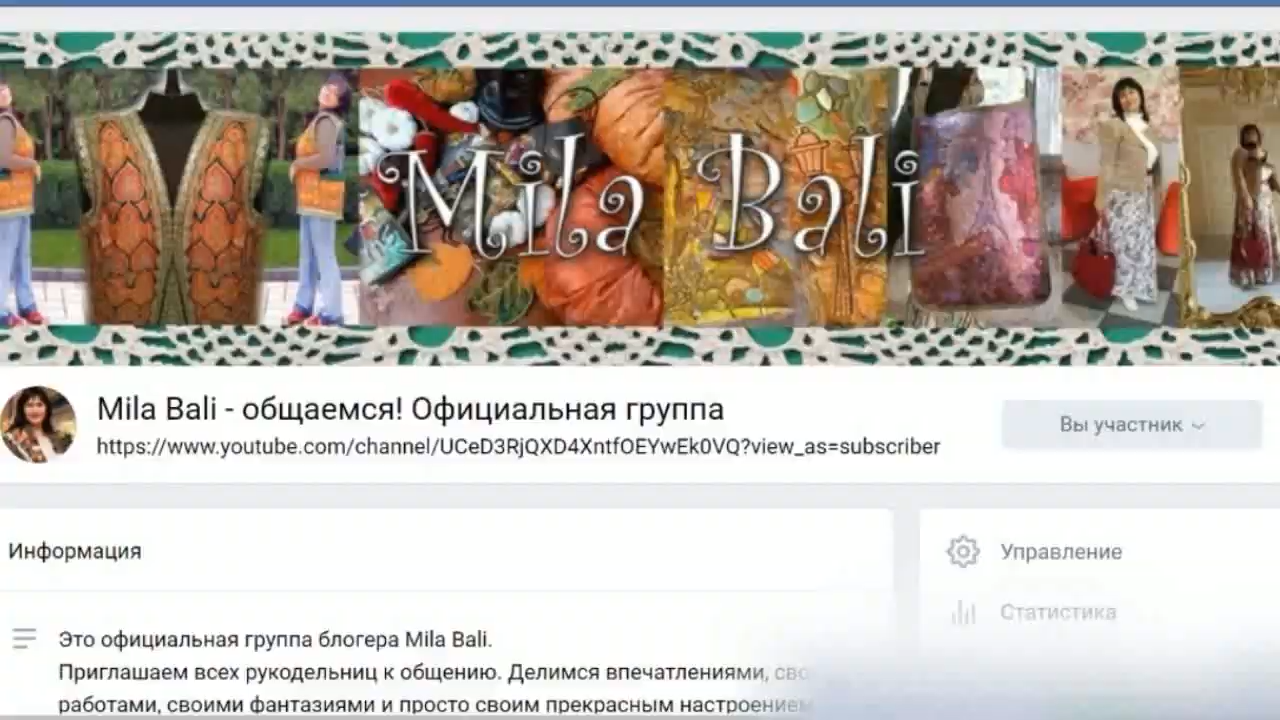 Mila Bali
Mila Bali - общаемся! Официальная группа
https://www.youtube.com/channel/UCeD3RjQXD4XntfOEYwEk0VQ?view_as=subscriber
Вы участник
Информация
Управление
Статистика
Это официальная группа блогера Mila Bali.
Приглашаем всех рукодельниц к общению. Делимся впечатлениями,
работами, своими фантазиями и просто своим прекрасным настроением